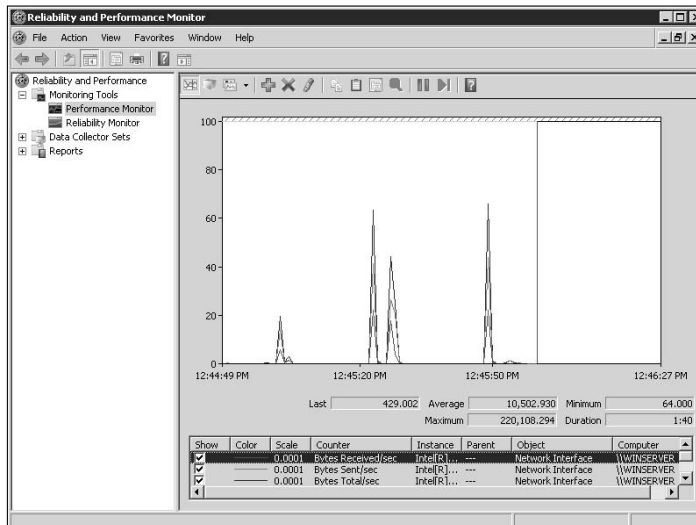 Reliability and Performance Monitor
File Action View Favorites Window Help
Reliability and Performance
Monitoring Tools
Performance Monitor
Reliability Monitor
Data Collector Sets
Reports
100
80
60
40
20
0
12:44:49 PM 12:45:20 PM 12:45:50 PM 12:46:27 PM
Last 429.002 Average 10,502.930 Minimum 64.000
Maximum 220,108.294 Duration 1:40
Show Color Scale Counter Instance Parent Object Computer
0.0001 Bytes Received/sec Intel[R]... --- Network Interface \\WINSERVER
0.0001 Bytes Sent/sec Intel[R]... --- Network Interface \\WINSERVER
0.0001 Bytes Total/sec Intel[R]... --- Network Interface \\WINSERVER